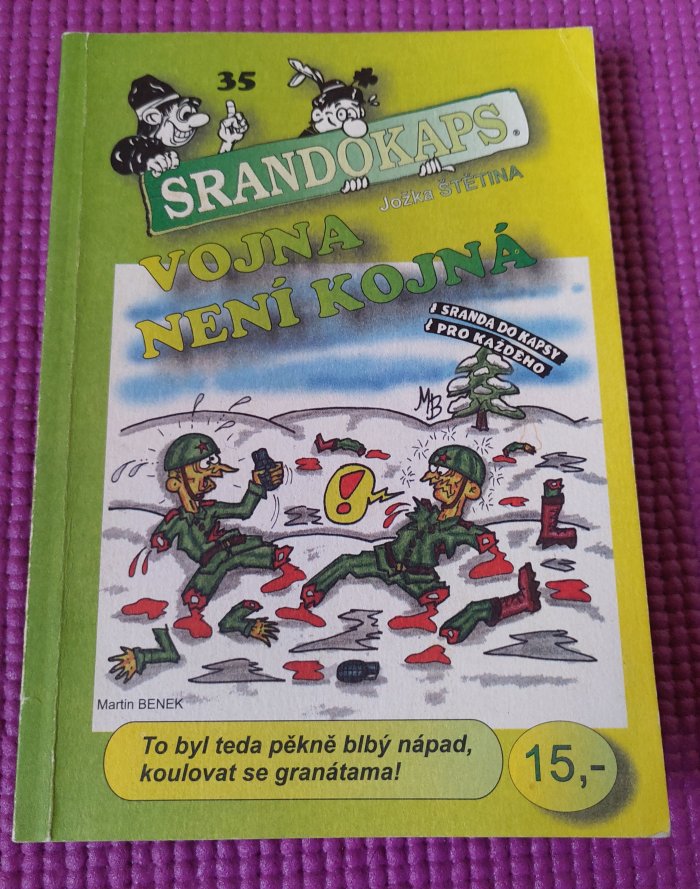 35
SRANDOKAPS®
Jožka ŠTĚTINA
VOJNA
NENÍ KOJNÁ
SRANDA DO KAPSY
PRO KAŽDÉHO
MB
!
Martin BENEK
To byl teda pěkně blbý nápad,
koulovat se granátama!
15,-